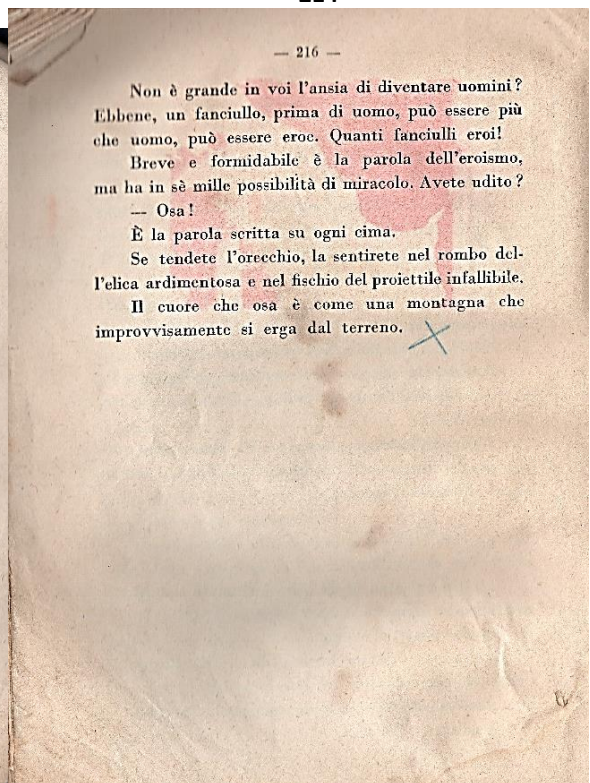 — 216 —
Non è grande in voi l'ansia di diventare uomini?
Ebbene, un fanciullo, prima di uomo, può essere più
che uomo, può essere eroe. Quanti fanciulli eroi!
Breve e formidabile è la parola dell'eroismo,
ma ha in sè mille possibilità di miracolo. Avete udito?
— Osa!
È la parola scritta su ogni cima.
Se tendete l'orecchio, la sentirete nel rombo del-
l'elica ardimentosa e nel fischio del proiettile infallibile.
Il cuore che osa è come una montagna che
improvvisamente si erga dal terreno.